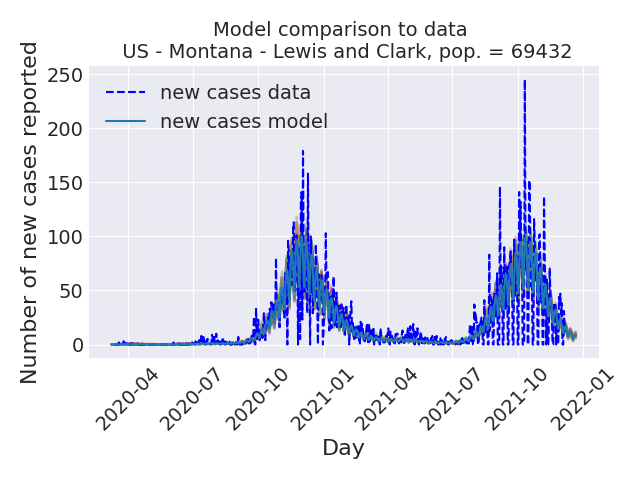 Model comparison to data
US - Montana - Lewis and Clark, pop. = 69432
Number of new cases reported
250
200
150
100
50
0
new cases data
new cases model
2020-04
2020-07
2020-10
2021-01
2021-04
2021-07
2021-10
2022-01
Day